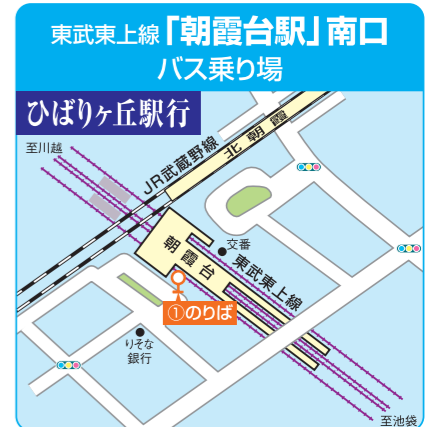 東武東上線「朝霞台駅」南口
バス乗り場
ひばりヶ丘駅行
至川越
JR武蔵野線
北朝霞
交番
朝霞台
東武東上線
①のりば
りそな
銀行
至池袋